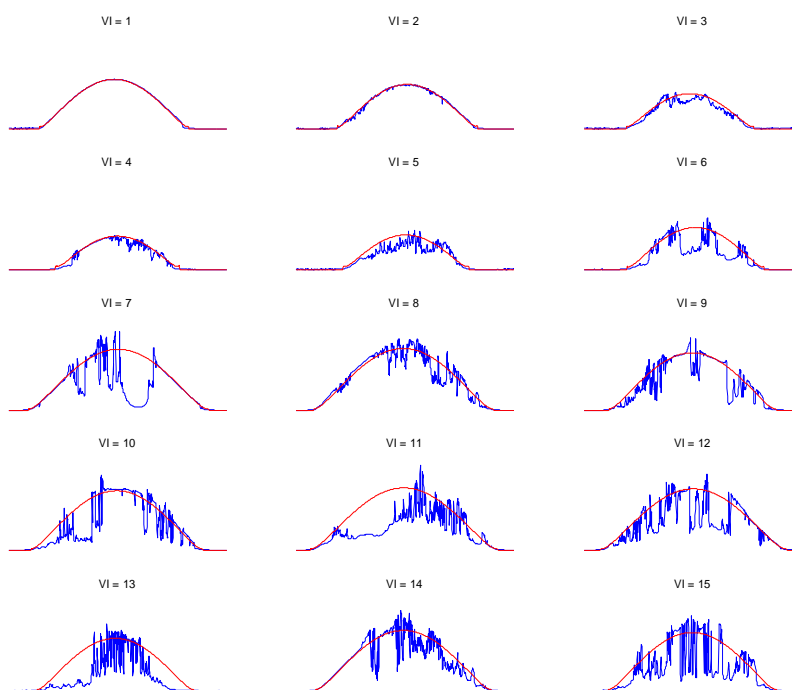 VI = 1
VI = 2
VI = 3
VI = 4
VI = 5
VI = 6
VI = 7
VI = 8
VI = 9
VI = 10
VI = 11
VI = 12
VI = 13
VI = 14
VI = 15